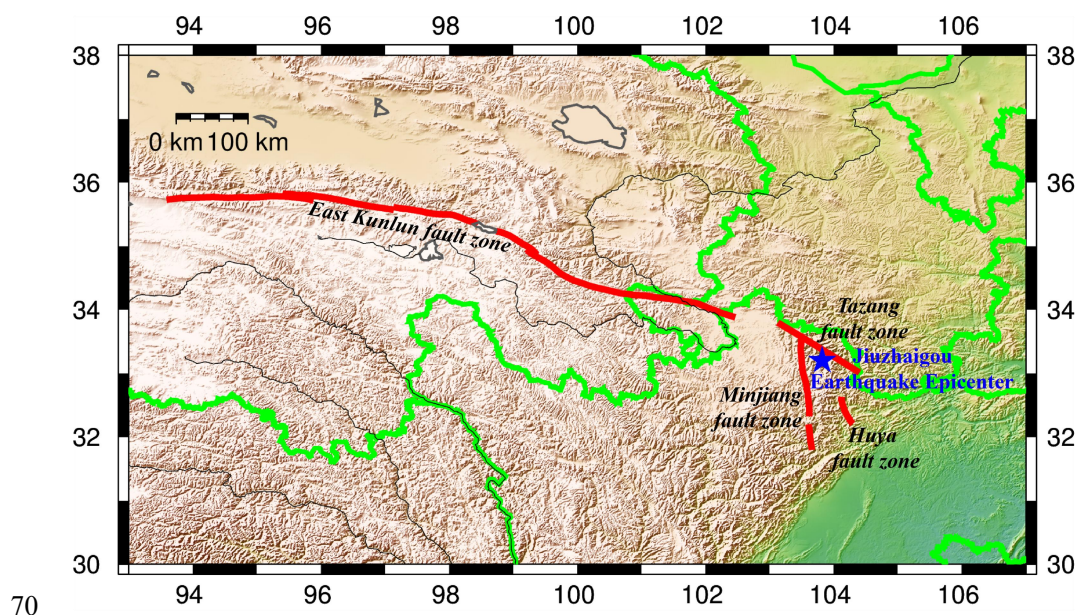 94 96 98 100 102 104 106
38 38
0 km 100 km
36 36
East Kunlun fault zone
34 34
Tazang
fault zone
Jiuzhaigou
Earthquake Epicenter
Minjiang
fault zone
Huya
fault zone
32 32
30 30
94 96 98 100 102 104 106
70